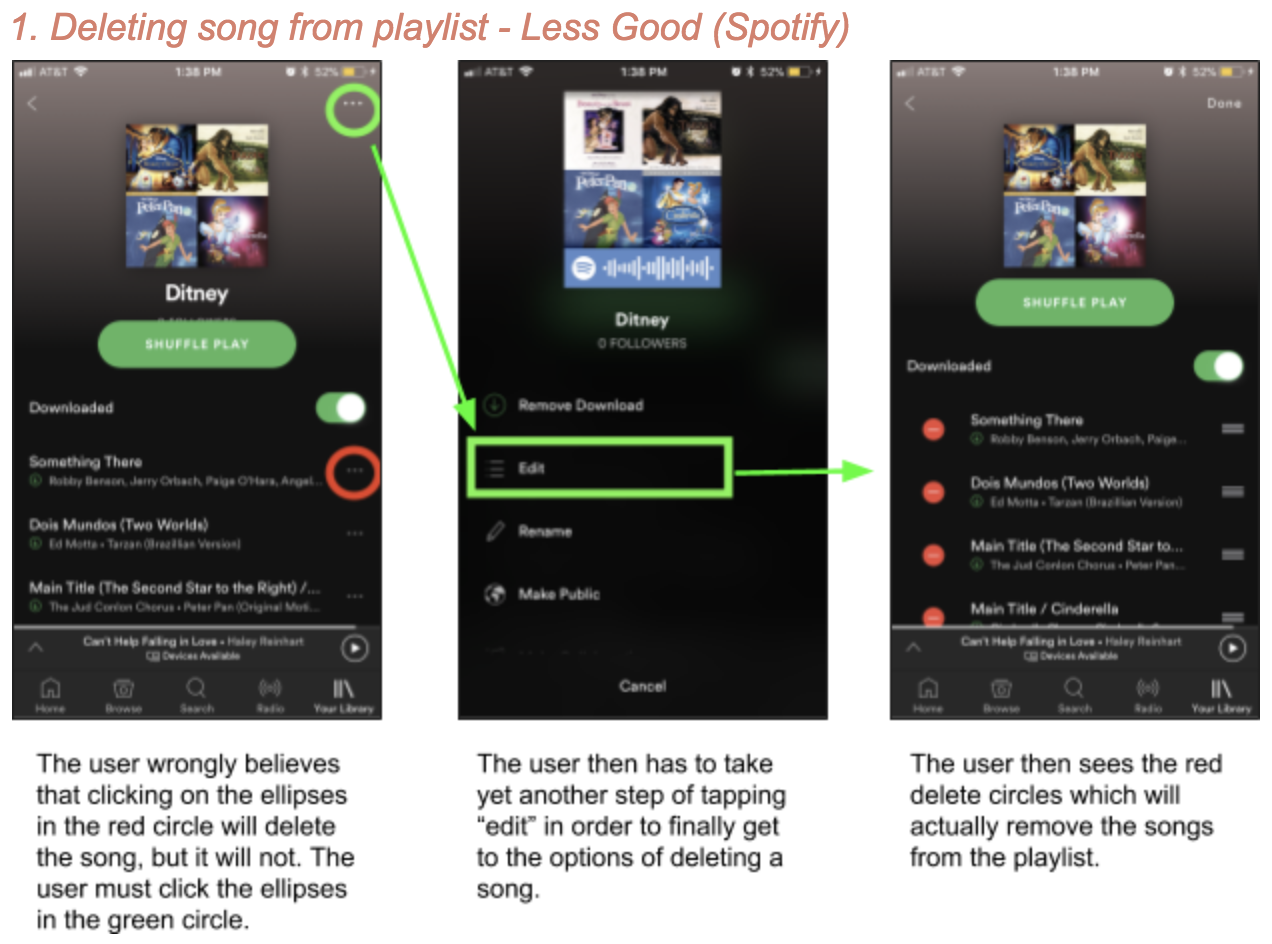 1. Deleting song from playlist - Less Good (Spotify)
AT&T 1:38 PM 52%
Ditney
0 FOLLOWERS
SHUFFLE PLAY
Downloaded
Something There
Robby Benson, Jerry Orbach, Paige O'Hara, Angel...
Dois Mundos (Two Worlds)
Ed Motta • Tarzan (Brazillian Version)
Main Title (The Second Star to the Right) /...
The Jud Conlon Chorus • Peter Pan (Original Moti...
Can't Help Falling in Love • Haley Reinhart
Devices Available
Home Browse Search Radio Your Library
The user wrongly believes
that clicking on the ellipses
in the red circle will delete
the song, but it will not. The
user must click the ellipses
in the green circle.
AT&T 1:38 PM 52%
Peter Pan
Cinderella
Ditney
0 FOLLOWERS
Remove Download
Edit
Rename
Make Public
Cancel
The user then has to take
yet another step of tapping
“edit” in order to finally get
to the options of deleting a
song.
AT&T 1:38 PM 52%
Done
Peter Pan
SHUFFLE PLAY
Downloaded
Something There
Robby Benson, Jerry Orbach, Paige...
Dois Mundos (Two Worlds)
Ed Motta • Tarzan (Brazillian Version)
Main Title (The Second Star to...
The Jud Conlon Chorus • Peter Pan...
Main Title / Cinderella
Can't Help Falling in Love • Haley Reinhart
Devices Available
Home Browse Search Radio Your Library
The user then sees the red
delete circles which will
actually remove the songs
from the playlist.